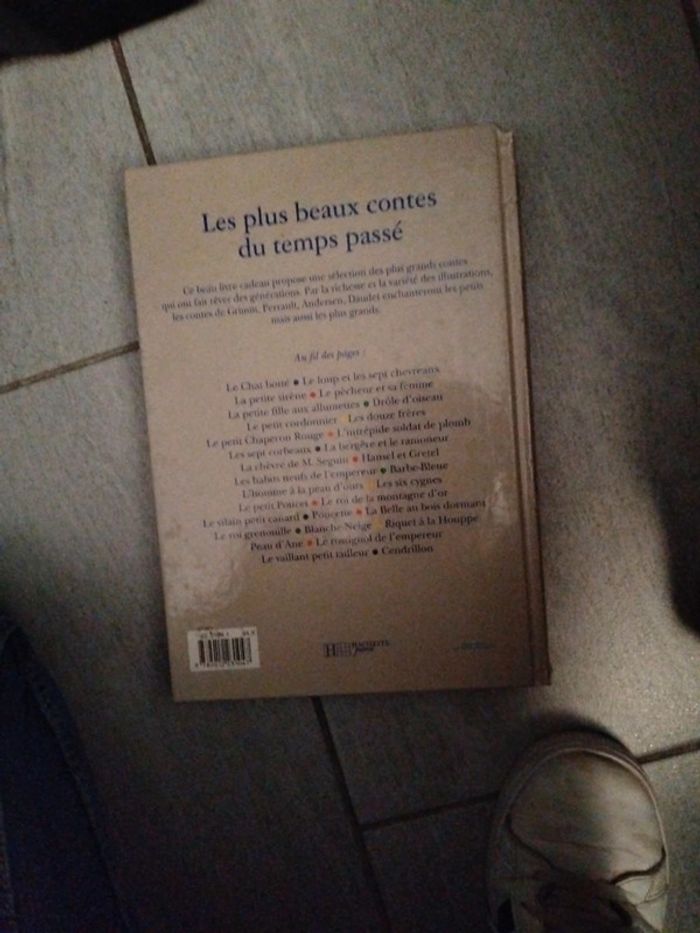 Les plus beaux contes
du temps passé
Ce beau livre cadeau propose une sélection des plus grands contes
qui ont fait rêver des générations. Par la richesse et la variété des illustrations,
les contes de Grimm, Perrault, Andersen, Daudet enchanteront les petits
mais aussi les plus grands.
Au fil des pages :
Le Chat botté • Le loup et les sept chevreaux
La petite sirène • Le pêcheur et sa femme
La petite fille aux allumettes • Drôle d'oiseau
Le petit cordonnier • Les douze frères
Le petit Chaperon Rouge • L'intrépide soldat de plomb
Les sept corbeaux • La bergère et le ramoneur
La chèvre de M. Seguin • Hansel et Gretel
Les habits neufs de l'empereur • Barbe-Bleue
L'homme à la peau d'ours • Les six cygnes
Le petit Poucet • Le roi de la montagne d'or
Le vilain petit canard • Poucette • La Belle au bois dormant
Le roi grenouille • Blanche-Neige • Riquet à la Houppe
Peau d'Ane • Le rossignol de l'empereur
Le vaillant petit tailleur • Cendrillon
HACHETTE